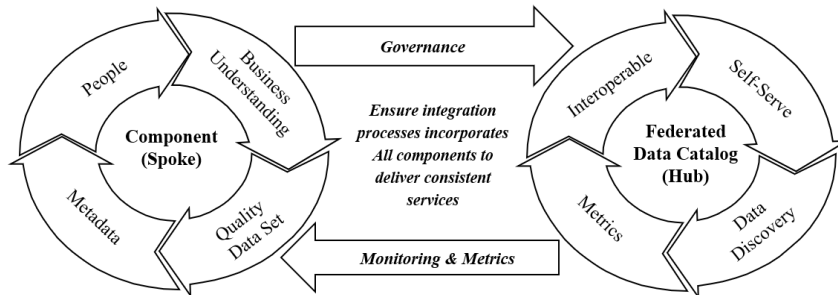 People
Business
Understanding
Component
(Spoke)
Metadata
Quality
Data Set
Governance
Ensure integration
processes incorporates
All components to
deliver consistent
services
Monitoring & Metrics
Interoperable
Self-Serve
Federated
Data Catalog
(Hub)
Metrics
Data
Discovery